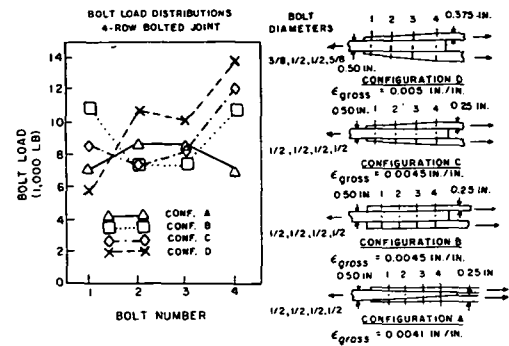 BOLT LOAD DISTRIBUTIONS
4-ROW BOLTED JOINT
14
12
10
8
6
4
2
0
BOLT LOAD
(1,000 LB)
CONF. A
CONF. B
CONF. C
CONF. D
1 2 3 4
BOLT NUMBER
BOLT
DIAMETERS
1 2 3 4
0.375-IN.
3/8,1/2,1/2,5/8
0.50 IN.
CONFIGURATION D
Ɛgross = 0.005 IN./IN.
0.50 IN. 1 2 3 4 0.25 IN.
1/2,1/2,1/2,1/2
CONFIGURATION C
Ɛgross = 0.0045 IN/IN.
0.50 IN 1 2 3 4 0.25 IN.
1/2,1/2,1/2,1/2
CONFIGURATION B
Ɛgross = 0.0045 IN/IN.
0.50 IN 1 2 3 4 0.25 IN
1/2,1/2,1/2,1/2
CONFIGURATION A
Ɛgross = 0.0041 IN /IN.